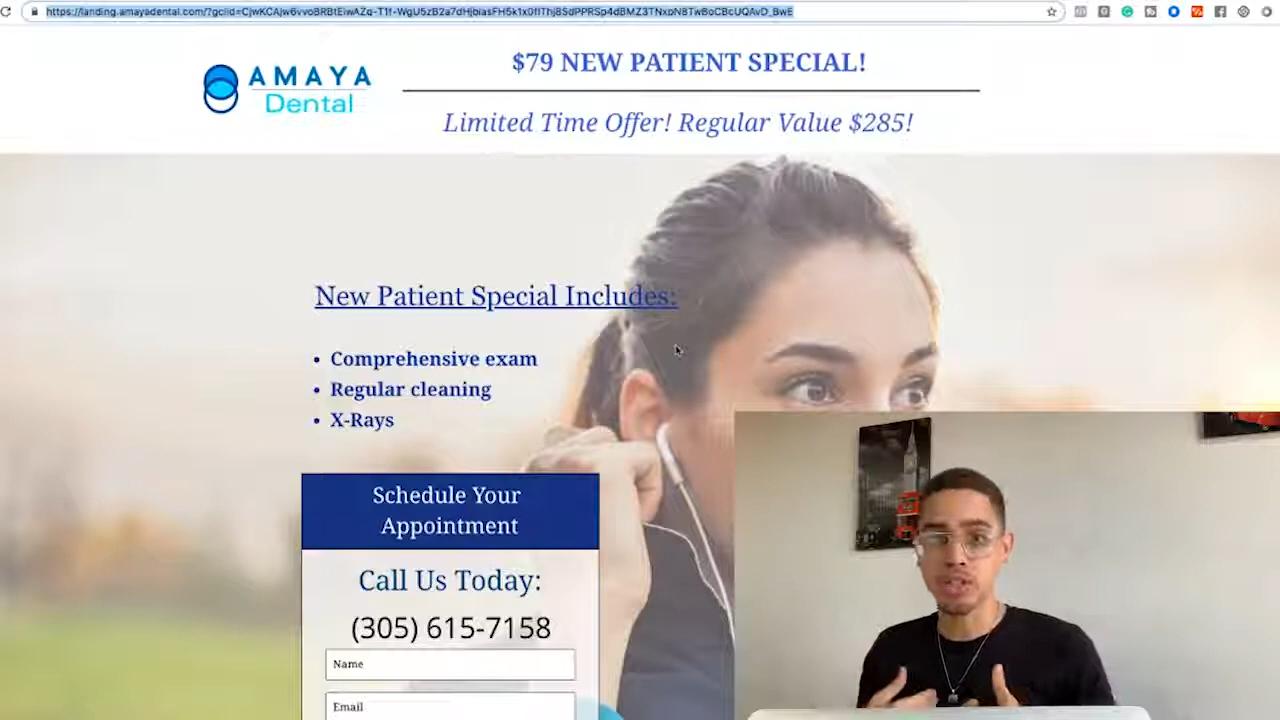 $79 NEW PATIENT SPECIAL!
AMAYA
Dental
Limited Time Offer! Regular Value $285!
New Patient Special Includes:
• Comprehensive exam
• Regular cleaning
• X-Rays
Schedule Your
Appointment
Call Us Today:
(305) 615-7158
Name
Email